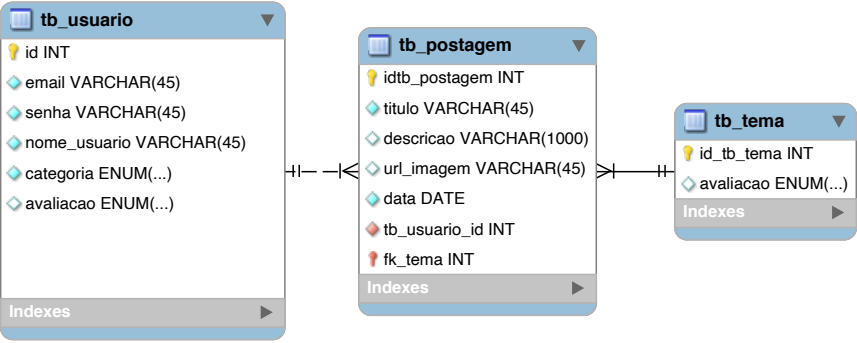 tb_usuario
id INT
email VARCHAR(45)
senha VARCHAR(45)
nome_usuario VARCHAR(45)
categoria ENUM(...)
avaliacao ENUM(...)
Indexes
tb_postagem
idtb_postagem INT
titulo VARCHAR(45)
descricao VARCHAR(1000)
url_imagem VARCHAR(45)
data DATE
tb_usuario_id INT
fk_tema INT
Indexes
tb_tema
id_tb_tema INT
avaliacao ENUM(...)
Indexes